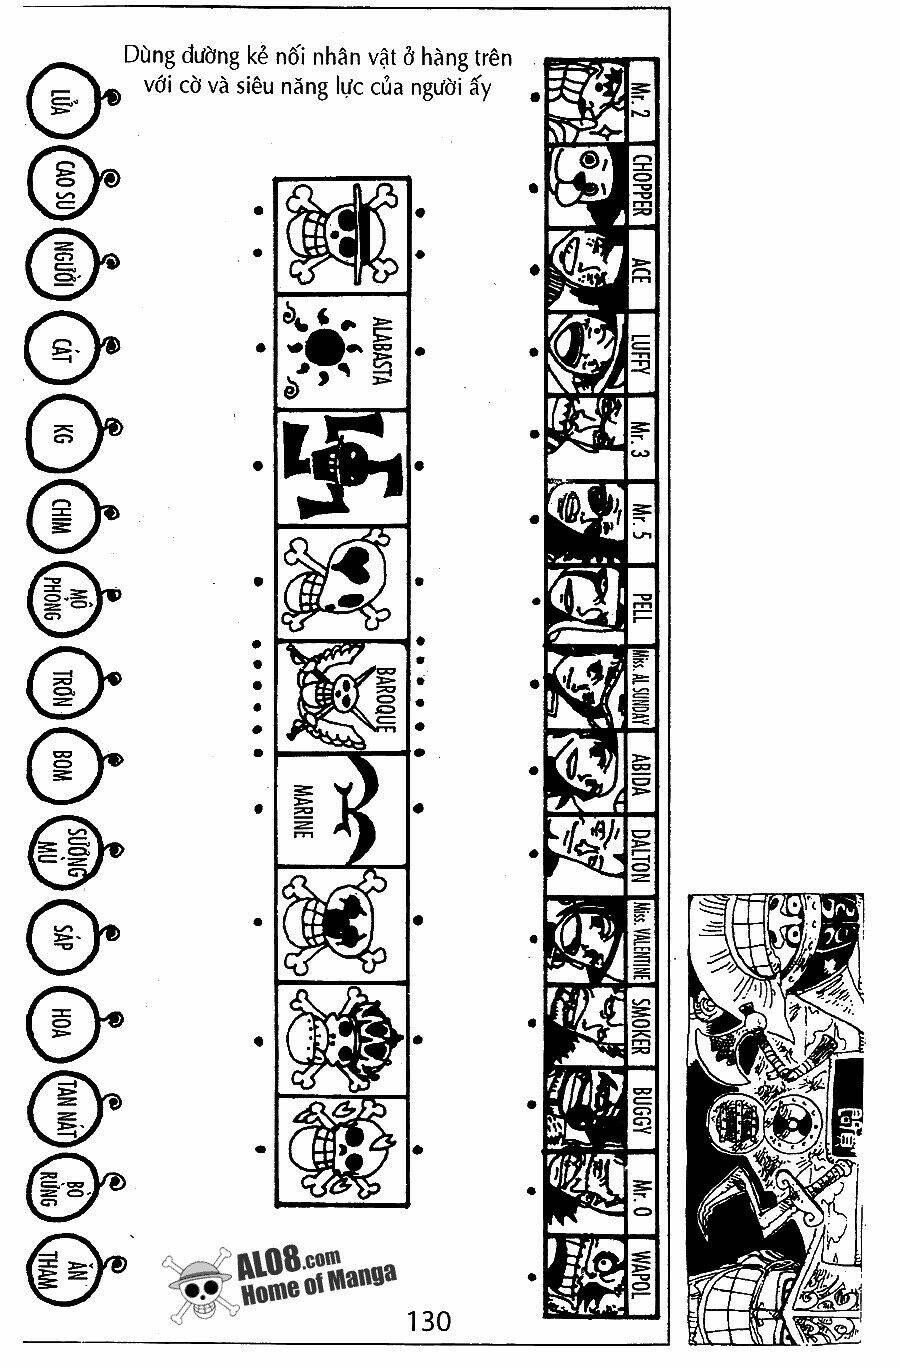 Dùng đường kẻ nối nhân vật ở hàng trên
với cờ và siêu năng lực của người ấy
Mr. 2
CHOPPER
ACE
LUFFY
Mr. 3
Mr. 5
PELL
Miss. AL SUNDAY
ABIDA
DALTON
Miss. VALENTINE
SMOKER
BUGGY
Mr. 0
WAPOL
ALABASTA
BAROQUE
MARINE
LỬA
CAO SU
NGƯỜI
CÁT
KG
CHIM
MÔ
PHỎNG
TRƠN
BOM
SƯƠNG
MÙ
SÁP
HOA
TAN NÁT
BÒ
RỪNG
ĂN
THAM
AL08.com
Home of Manga
130